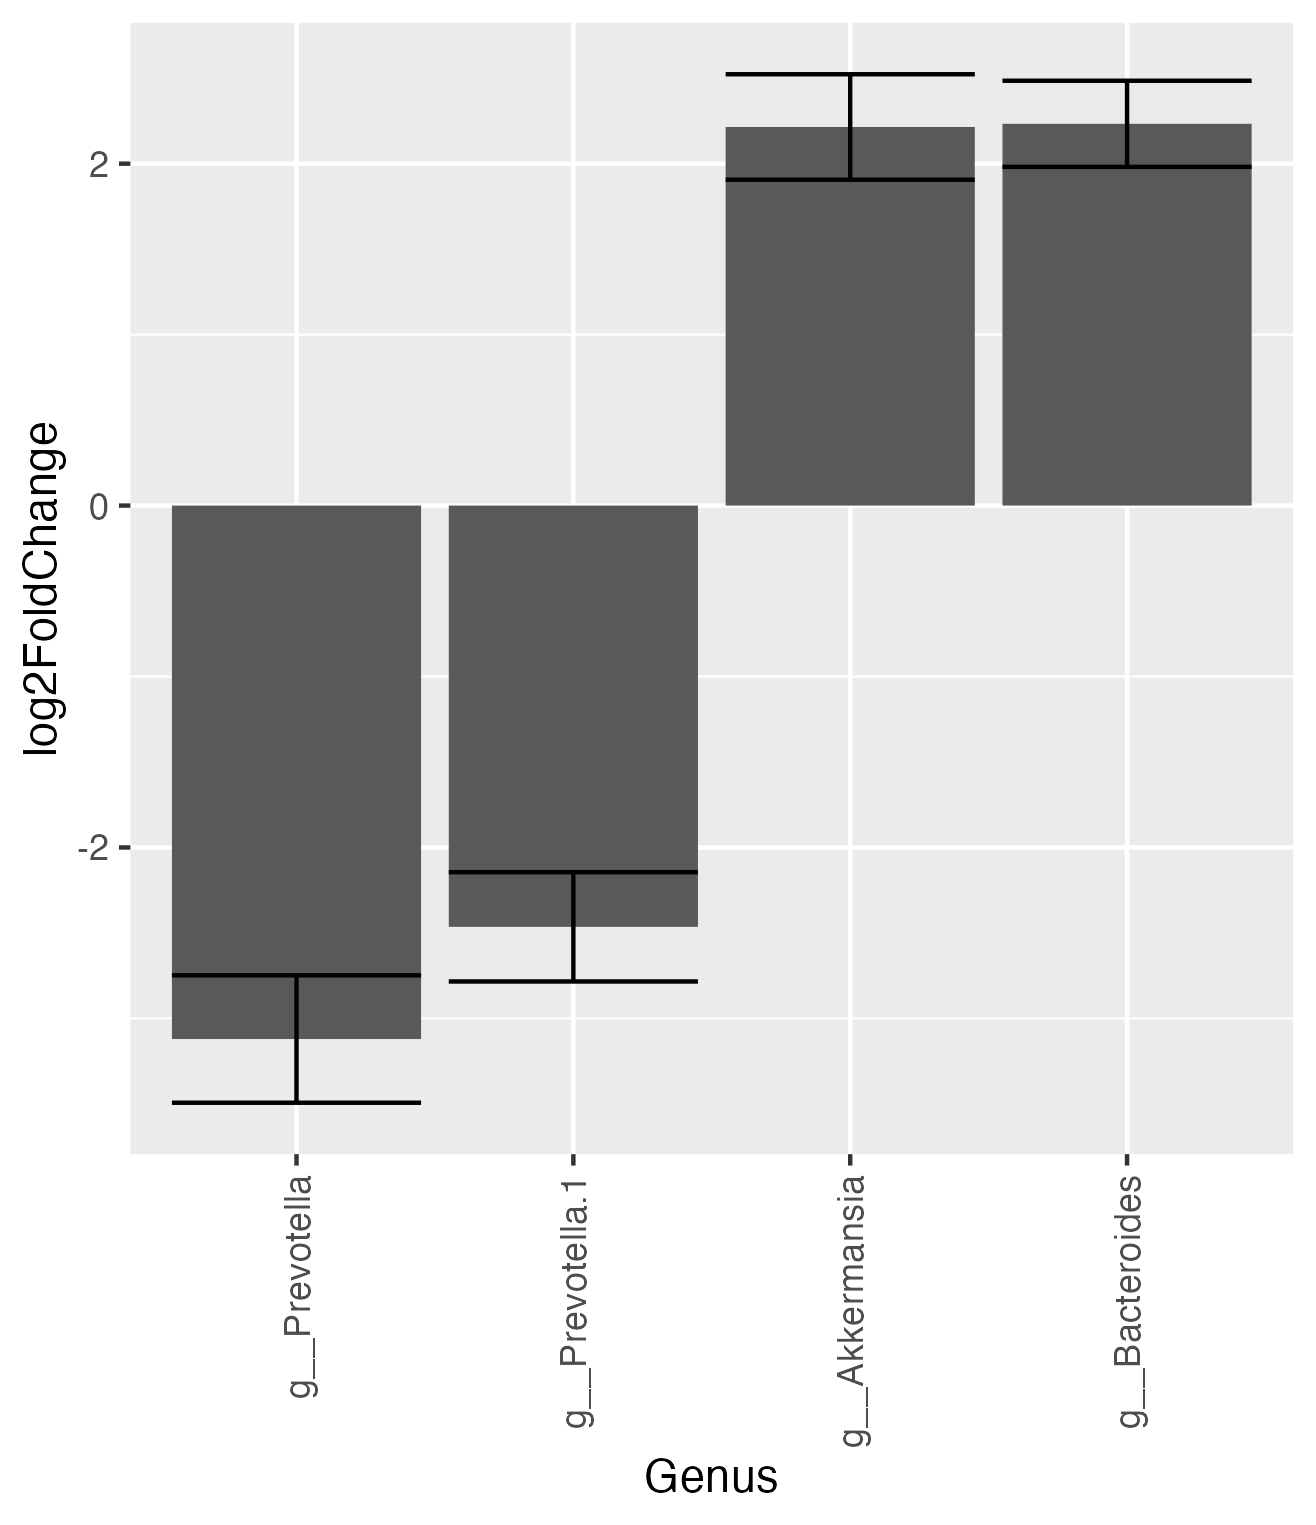 log2FoldChange
2
0
-2
g__Prevotella
g__Prevotella.1
g__Akkermansia
g__Bacteroides
Genus